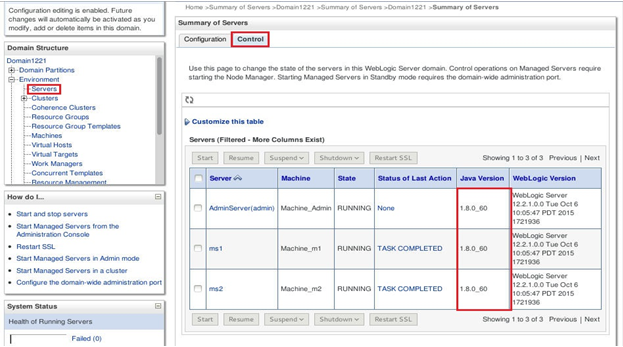 Configuration editing is enabled. Future
changes will automatically be activated as you
modify, add or delete items in this domain.
Domain Structure
Domain1221
Domain Partitions
Environment
Servers
Clusters
Coherence Clusters
Resource Groups
Resource Group Templates
Machines
Virtual Hosts
Virtual Targets
Work Managers
Concurrent Templates
Resource Management
How do I...
Start and stop servers
Start Managed Servers from the
Administration Console
Restart SSL
Start Managed Servers in Admin mode
Start Managed Servers in a cluster
Configure the domain-wide administration port
System Status
Health of Running Servers
Failed (0)
Home >Summary of Servers >Domain1221 >Summary of Servers >Domain1221 >Summary of Servers
Summary of Servers
Configuration Control
Use this page to change the state of the servers in this WebLogic Server domain. Control operations on Managed Servers require
starting the Node Manager. Starting Managed Servers in Standby mode requires the domain-wide administration port.
Customize this table
Servers (Filtered - More Columns Exist)
Start Resume Suspend Shutdown Restart SSL Showing 1 to 3 of 3 Previous | Next
Server Machine State Status of Last Action Java Version WebLogic Version
AdminServer(admin) Machine_Admin RUNNING None 1.8.0_60
WebLogic Server
12.2.1.0.0 Tue Oct 6
10:05:47 PDT 2015
1721936
ms1 Machine_m1 RUNNING TASK COMPLETED 1.8.0_60
WebLogic Server
12.2.1.0.0 Tue Oct 6
10:05:47 PDT 2015
1721936
ms2 Machine_m2 RUNNING TASK COMPLETED 1.8.0_60
WebLogic Server
12.2.1.0.0 Tue Oct 6
10:05:47 PDT 2015
1721936
Start Resume Suspend Shutdown Restart SSL Showing 1 to 3 of 3 Previous | Next